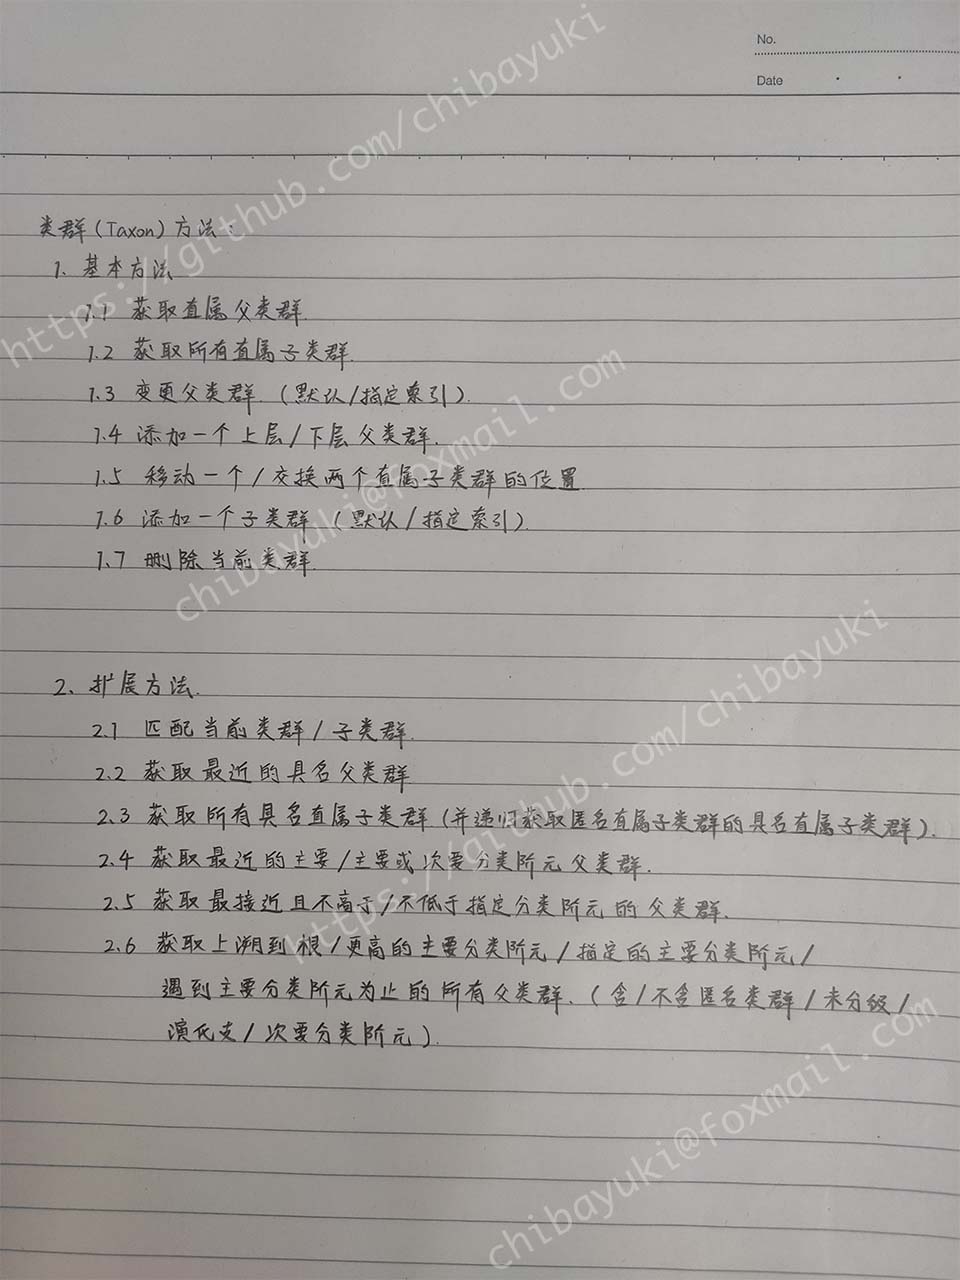 No.
Date
类群(Taxon)方法:
1. 基本方法
1.1 获取直属父类群.
1.2 获取所有直属子类群.
1.3 变更父类群.(默认/指定索引).
1.4 添加一个上层/下层父类群.
1.5 移动一个/交换两个直属子类群的位置
1.6 添加一个子类群(默认/指定索引).
1.7 删除当前类群.
2. 扩展方法.
2.1 匹配当前类群/子类群.
2.2 获取最近的具名父类群
2.3 获取所有具名直属子类群(并递归获取匿名直属子类群的具名直属子类群).
2.4 获取最近的主要/主要或次要分类阶元父类群.
2.5 获取最接近且不高于/不低于指定分类阶元的父类群.
2.6 获取上溯到根/更高的主要分类阶元/指定的主要分类阶元/
遇到主要分类阶元为止的所有父类群.(含/不含匿名类群/未分级/
演化支/次要分类阶元).
https://github.com/chibayuki
chibayuki@foxmail.com
https://github.com/chibayuki
chibayuki@foxmail.com